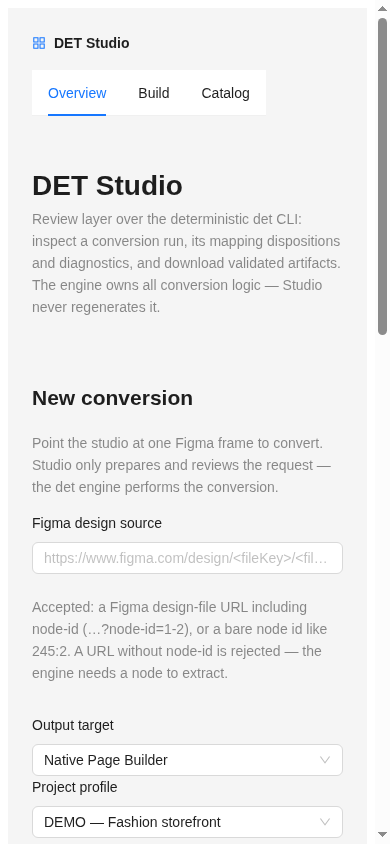 DET Studio
Overview Build Catalog
DET Studio
Review layer over the deterministic det CLI:
inspect a conversion run, its mapping dispositions
and diagnostics, and download validated artifacts.
The engine owns all conversion logic — Studio
never regenerates it.
New conversion
Point the studio at one Figma frame to convert.
Studio only prepares and reviews the request —
the det engine performs the conversion.
Figma design source
https://www.figma.com/design/<fileKey>/<fil…
Accepted: a Figma design-file URL including
node-id (…?node-id=1-2), or a bare node id like
245:2. A URL without node-id is rejected — the
engine needs a node to extract.
Output target
Native Page Builder
Project profile
DEMO — Fashion storefront